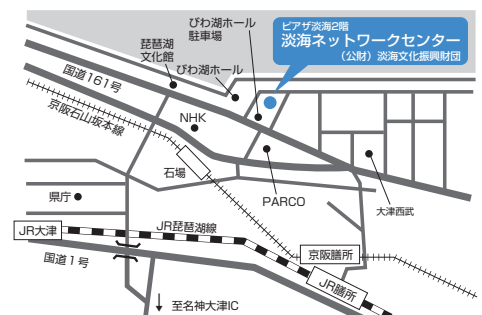 ピアザ淡海2階
淡海ネットワークセンター
（公財）淡海文化振興財団
びわ湖ホール
駐車場
琵琶湖
文化館
びわ湖ホール
国道161号
京阪石山坂本線
NHK
石場
PARCO
大津西武
県庁
JR大津
JR琵琶湖線
国道1号
京阪膳所
JR膳所
至名神大津IC